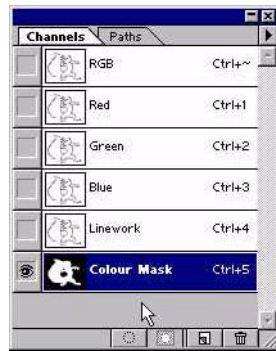 Channels Paths
RGB Ctrl+~
Red Ctrl+1
Green Ctrl+2
Blue Ctrl+3
Linework Ctrl+4
Colour Mask Ctrl+5